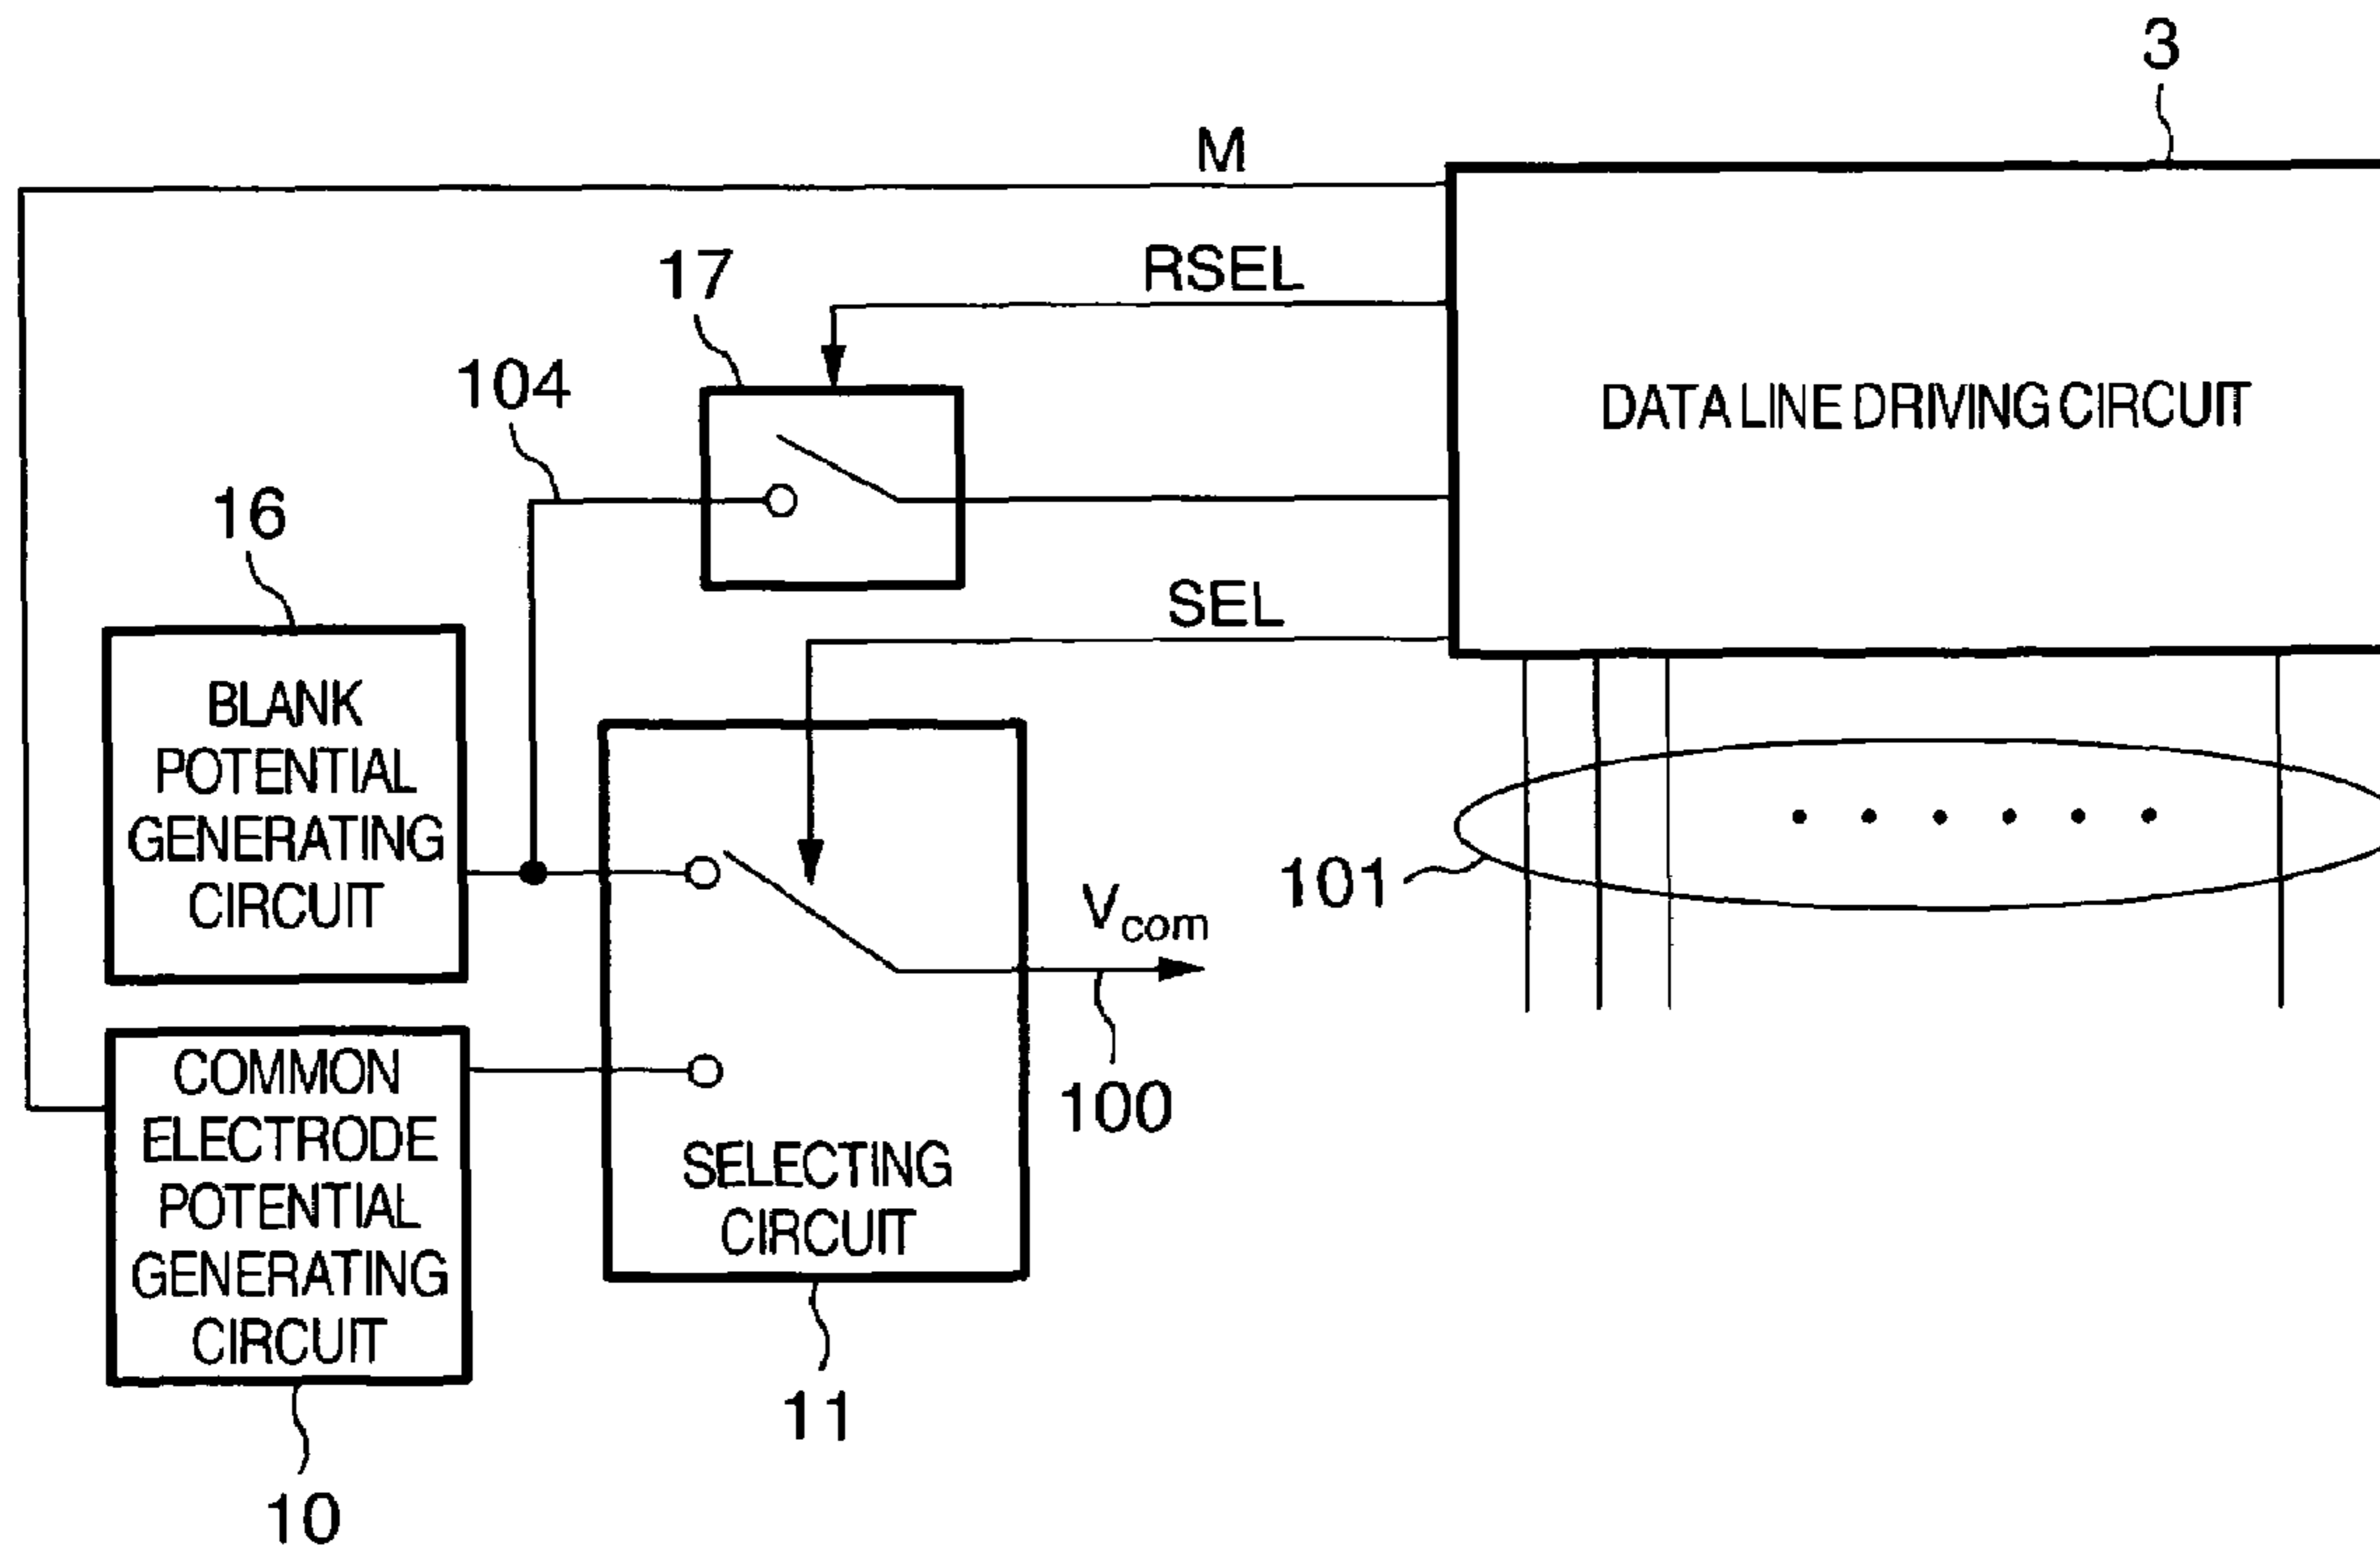 3
M
RSEL
17
104
DATA LINE DRIVING CIRCUIT
16
SEL
BLANK
POTENTIAL
GENERATING
CIRCUIT
101
Vcom
100
COMMON
ELECTRODE
POTENTIAL
GENERATING
CIRCUIT
SELECTING
CIRCUIT
11
10